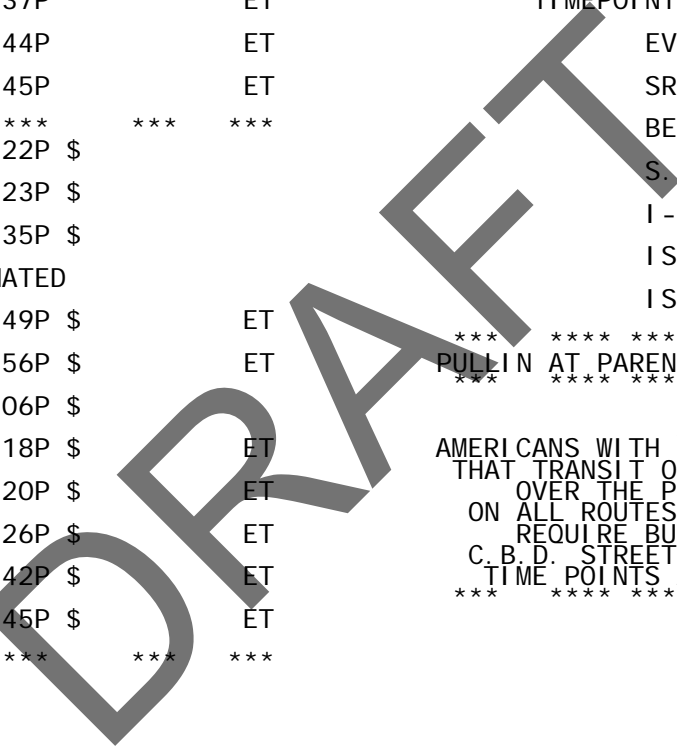 37P ET TIMEPOINT
44P ET EV
45P ET SR
*** *** *** BE
22P $
23P $ S.
35P $ I-
ATED IS
49P $ ET IS
*** **** ***
56P $ ET PULLIN AT PAREN
*** **** ***
06P $
18P $ ET AMERICANS WITH
THAT TRANSIT O
20P $ ET OVER THE P
ON ALL ROUTES
26P $ ET REQUIRE BU
C.B.D. STREET
42P $ ET TIME POINTS
*** **** ***
45P $ ET
*** *** ***
DRAFT